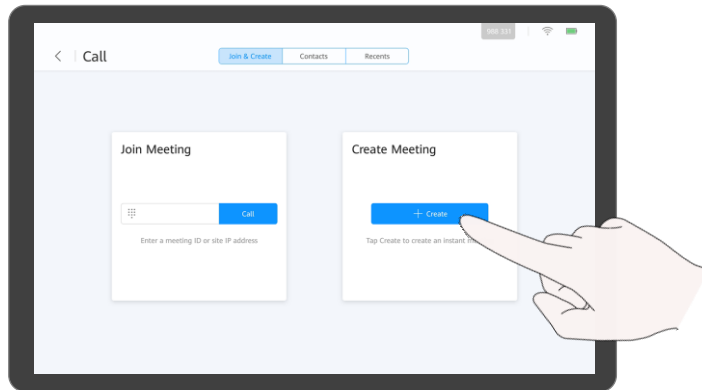 Call
Join & Create
Contacts
Recents
Join Meeting
Call
Enter a meeting ID or site IP address
Create Meeting
+ Create
Tap Create to create an instant